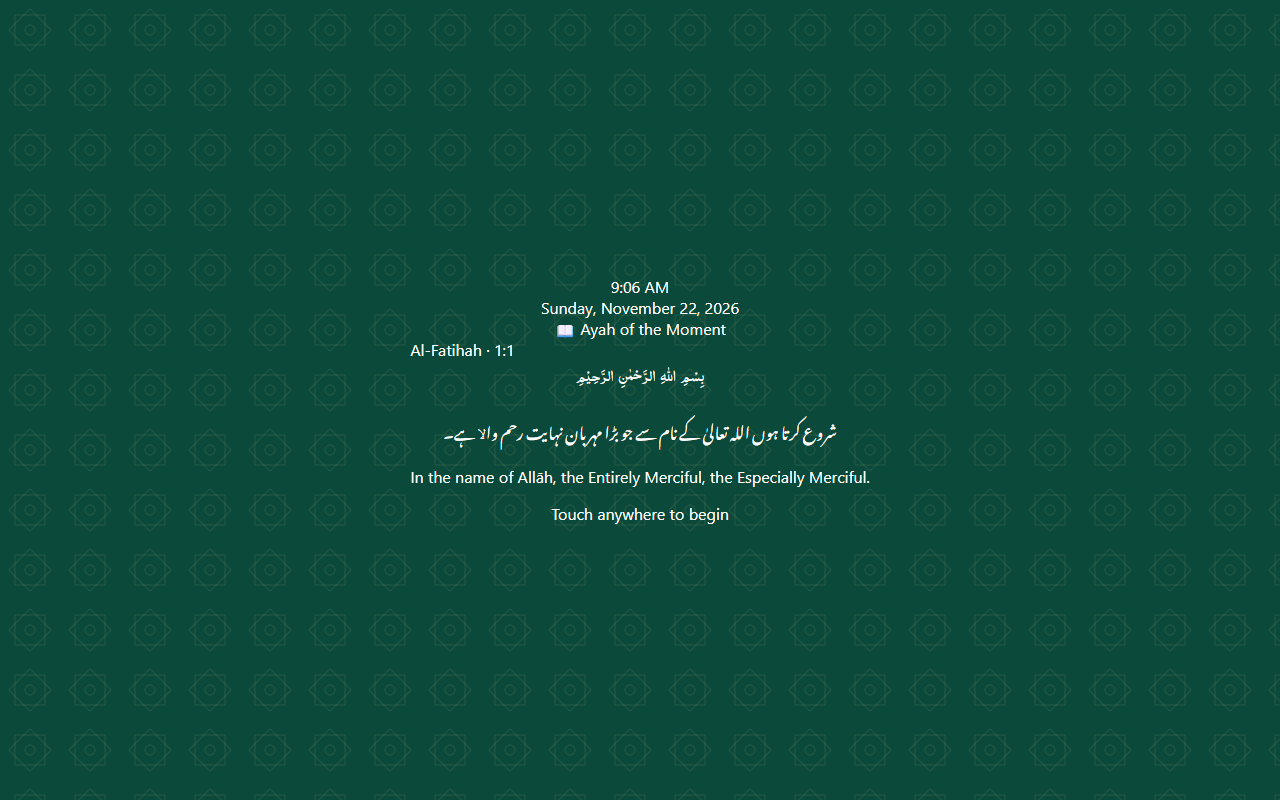 9:06 AM
Sunday, November 22, 2026
📖 Ayah of the Moment
Al-Fatihah · 1:1
بِسْمِ اللّٰهِ الرَّحْمٰنِ الرَّحِيْمِ
شروع کرتا ہوں اللہ تعالیٰ کے نام سے جو بڑا مہربان نہایت رحم والا ہے۔
In the name of Allāh, the Entirely Merciful, the Especially Merciful.
Touch anywhere to begin